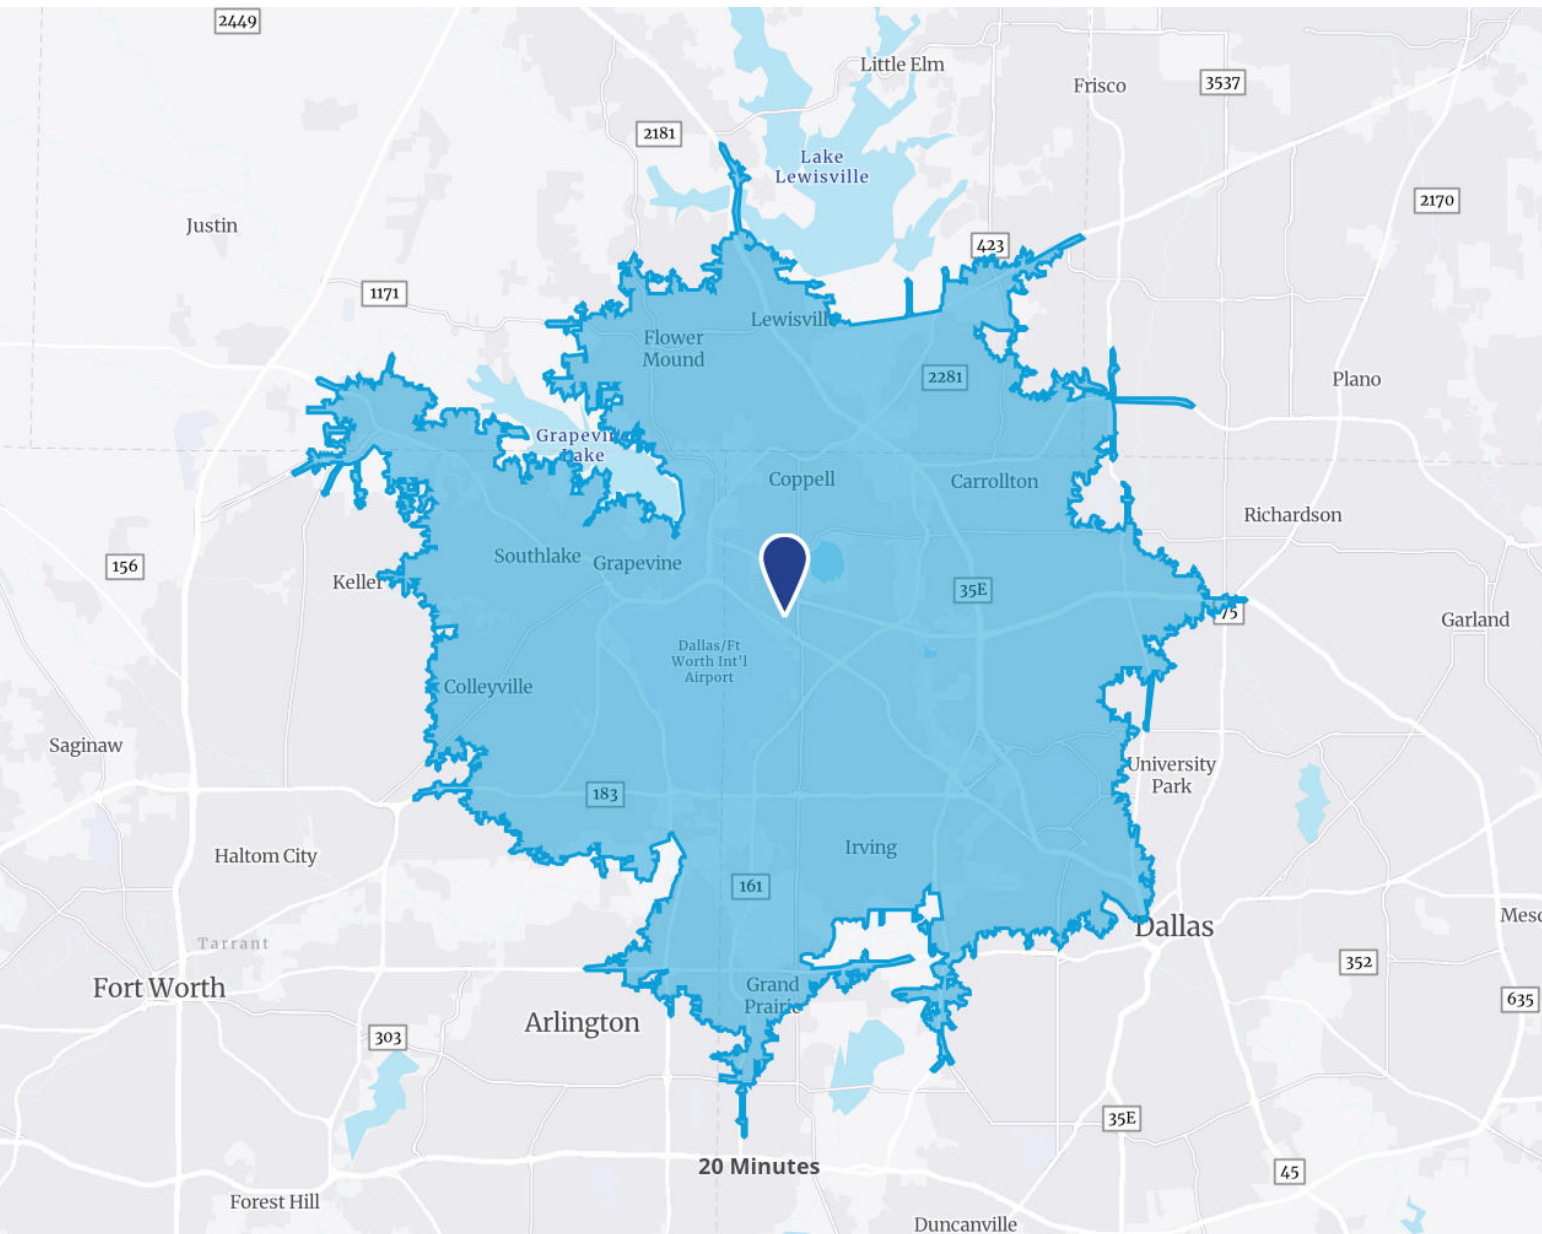 2449
Little Elm
Frisco
3537
2181
Lake
Lewisville
2170
Justin
423
1171
Lewisville
Flower
Mound
2281
Plano
Grapevine
Lake
Coppell
Carrollton
Richardson
Southlake
Grapevine
156
Keller
35E
75
Garland
Dallas/Ft
Worth Int'l
Airport
Colleyville
Saginaw
University
Park
183
Irving
Haltom City
161
Dallas
Tarrant
352
Fort Worth
Grand
Prairie
635
Arlington
303
35E
20 Minutes
45
Forest Hill
Duncanville